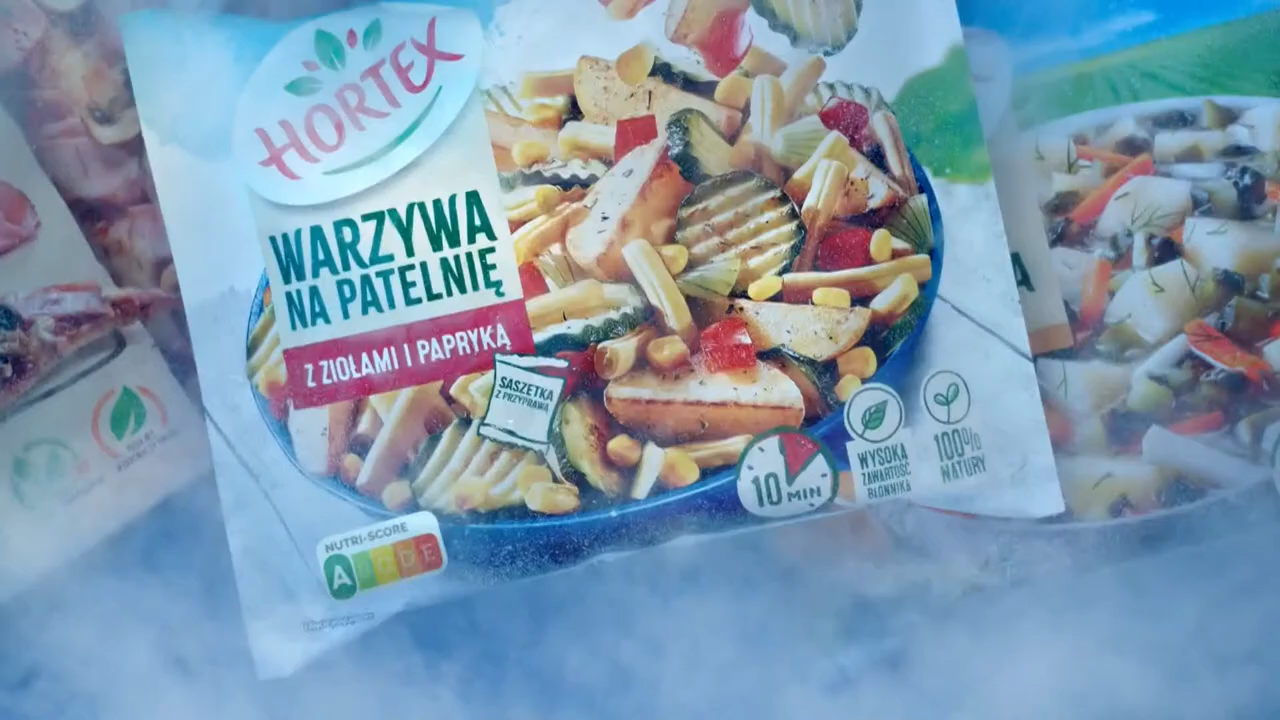 HORTEX
WARZYWA
NA PATELNIĘ
Z ZIOŁAMI I PAPRYKĄ
SASZETKA
Z PRZYPRAWĄ
10 MIN
WYSOKA
ZAWARTOŚĆ
BŁONNIKA
100%
NATURY
NUTRI-SCORE
A B C D E
A